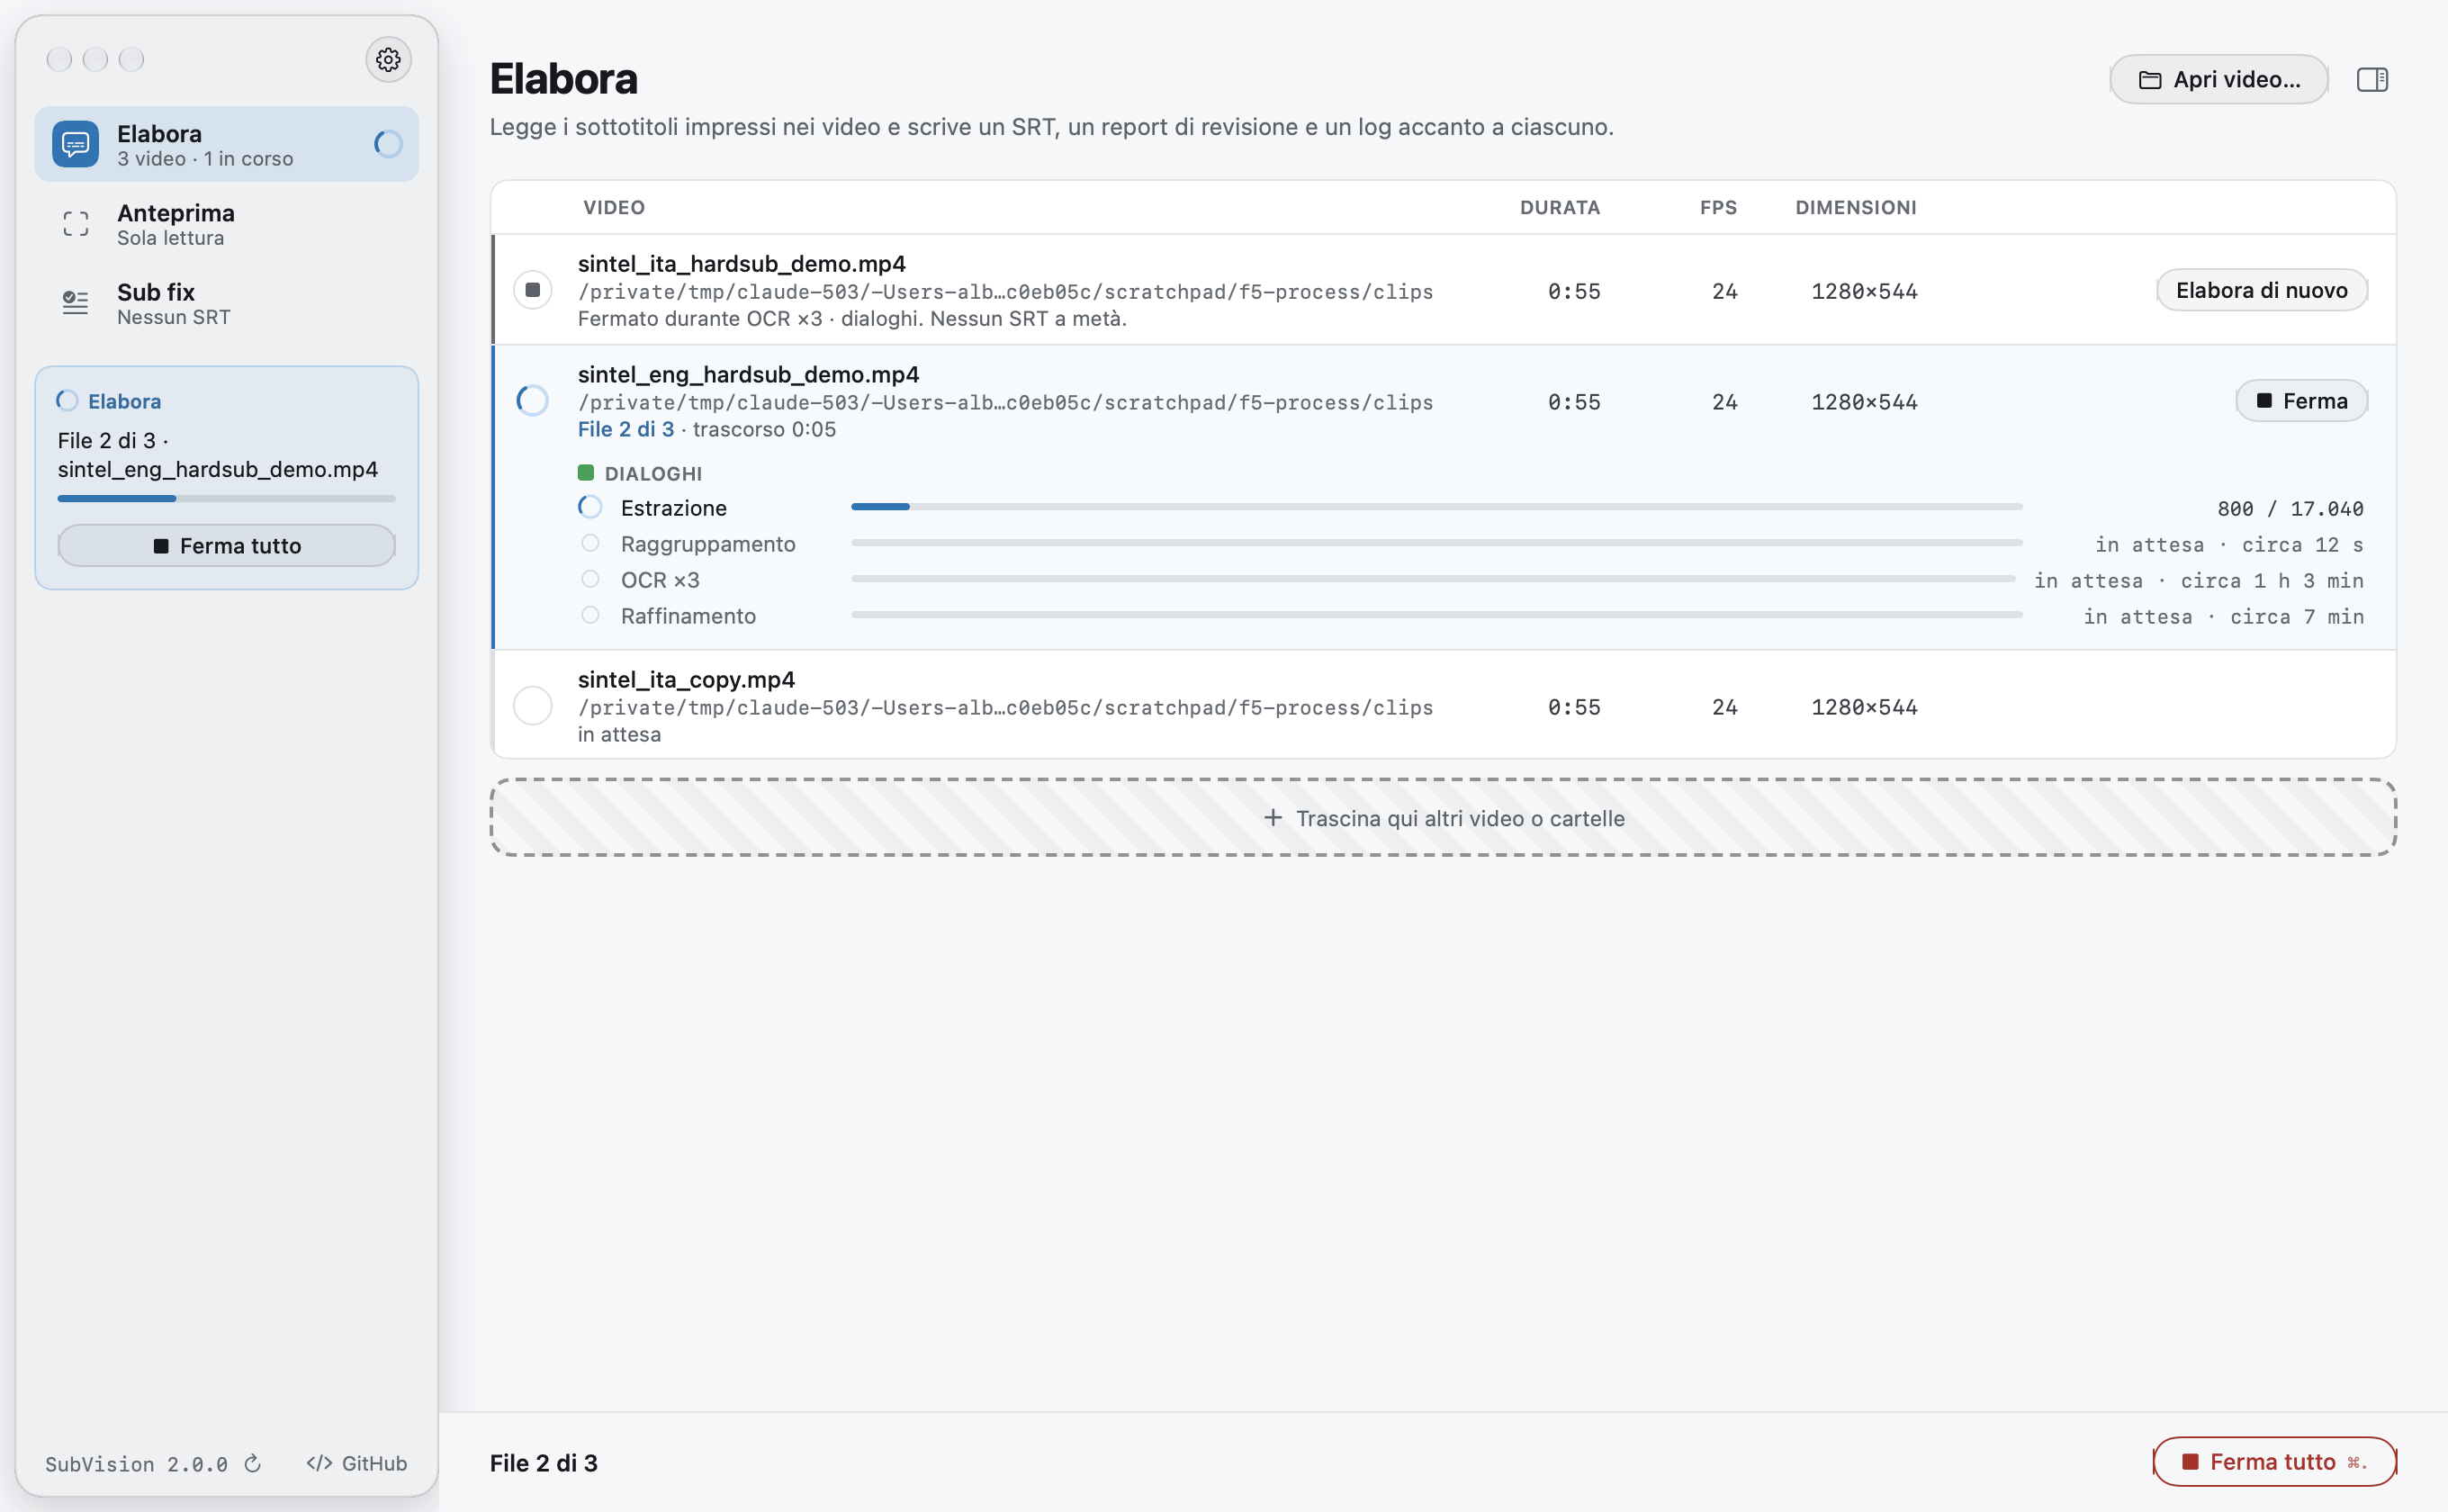 Elabora
3 video · 1 in corso
Anteprima
Sola lettura
Sub fix
Nessun SRT
Elabora
File 2 di 3 ·
sintel_eng_hardsub_demo.mp4
Ferma tutto
SubVision 2.0.0
</> GitHub
Elabora
Apri video…
Legge i sottotitoli impressi nei video e scrive un SRT, un report di revisione e un log accanto a ciascuno.
VIDEO DURATA FPS DIMENSIONI
sintel_ita_hardsub_demo.mp4
/private/tmp/claude-503/-Users-alb…c0eb05c/scratchpad/f5-process/clips 0:55 24 1280×544 Elabora di nuovo
Fermato durante OCR ×3 · dialoghi. Nessun SRT a metà.
sintel_eng_hardsub_demo.mp4
/private/tmp/claude-503/-Users-alb…c0eb05c/scratchpad/f5-process/clips 0:55 24 1280×544 Ferma
File 2 di 3 · trascorso 0:05
DIALOGHI
Estrazione 800 / 17.040
Raggruppamento in attesa · circa 12 s
OCR ×3 in attesa · circa 1 h 3 min
Raffinamento in attesa · circa 7 min
sintel_ita_copy.mp4
/private/tmp/claude-503/-Users-alb…c0eb05c/scratchpad/f5-process/clips 0:55 24 1280×544
in attesa
+ Trascina qui altri video o cartelle
File 2 di 3
Ferma tutto ⌘.